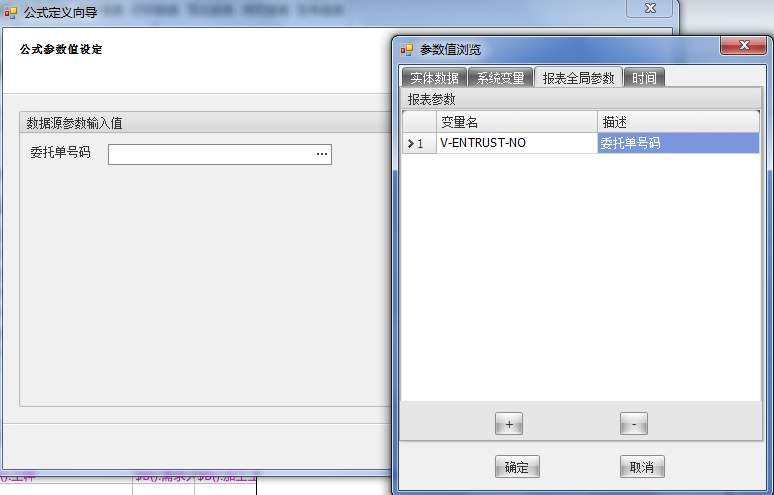 公式定义向导
公式参数值设定
数据源参数输入值
委托单号码 ...
参数值浏览
实体数据 系统变量 报表全局参数 时间
报表参数
变量名 描述
1 V-ENTRUST-NO 委托单号码
+ -
确定 取消